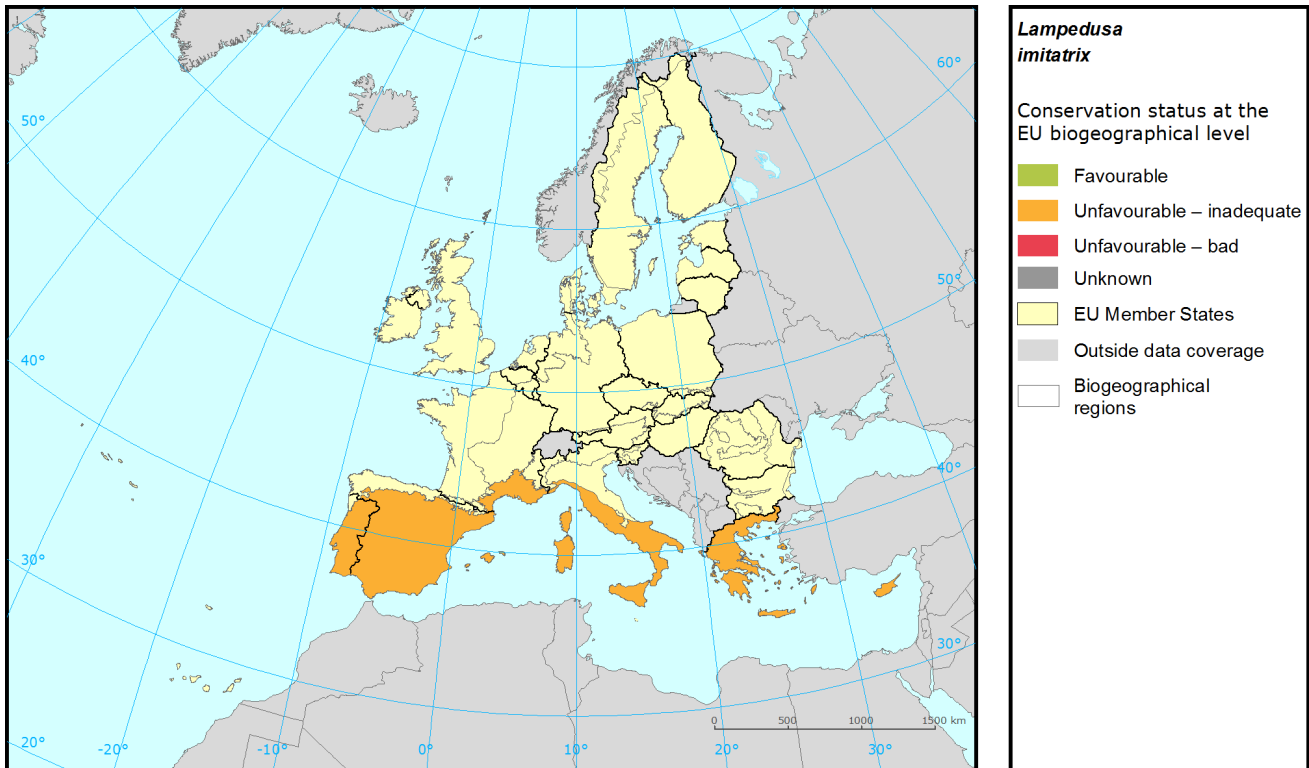 60°
50°
50°
40°
40°
30°
30°
20°
-20°
-10°
0°
10°
20°
30°
0 500 1000 1500 km
Lampedusa
imitatrix
Conservation status at the
EU biogeographical level
Favourable
Unfavourable – inadequate
Unfavourable – bad
Unknown
EU Member States
Outside data coverage
Biogeographical
regions